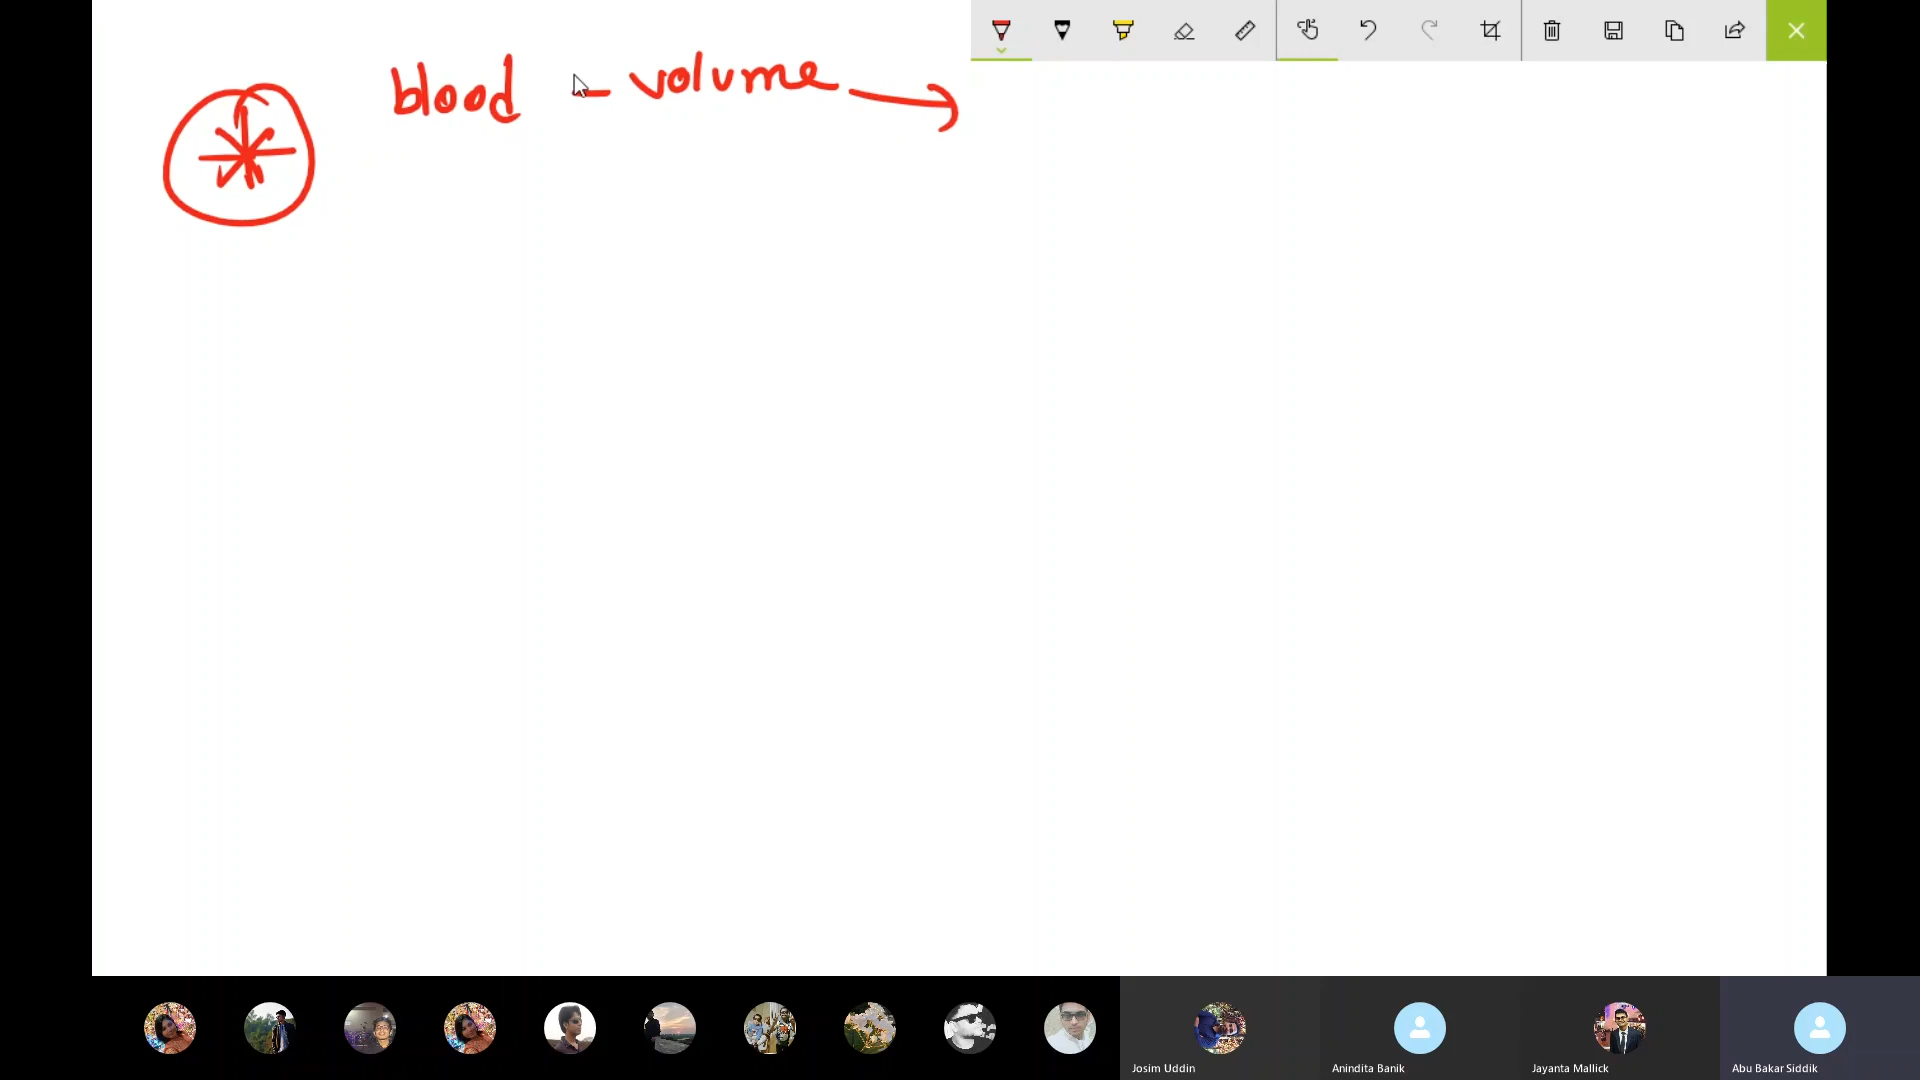 blood - volume →
Josim Uddin
Anindita Banik
Jayanta Mallick
Abu Bakar Siddik